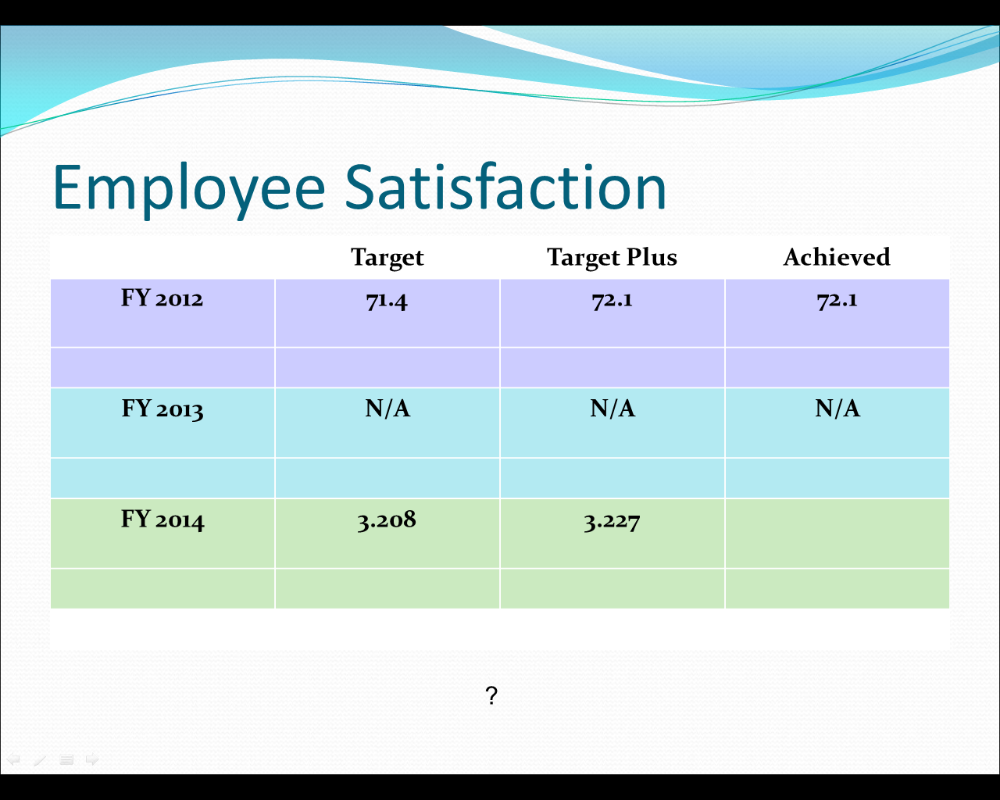 Employee Satisfaction
Target Target Plus Achieved
FY 2012 71.4 72.1 72.1
FY 2013 N/A N/A N/A
FY 2014 3.208 3.227
?